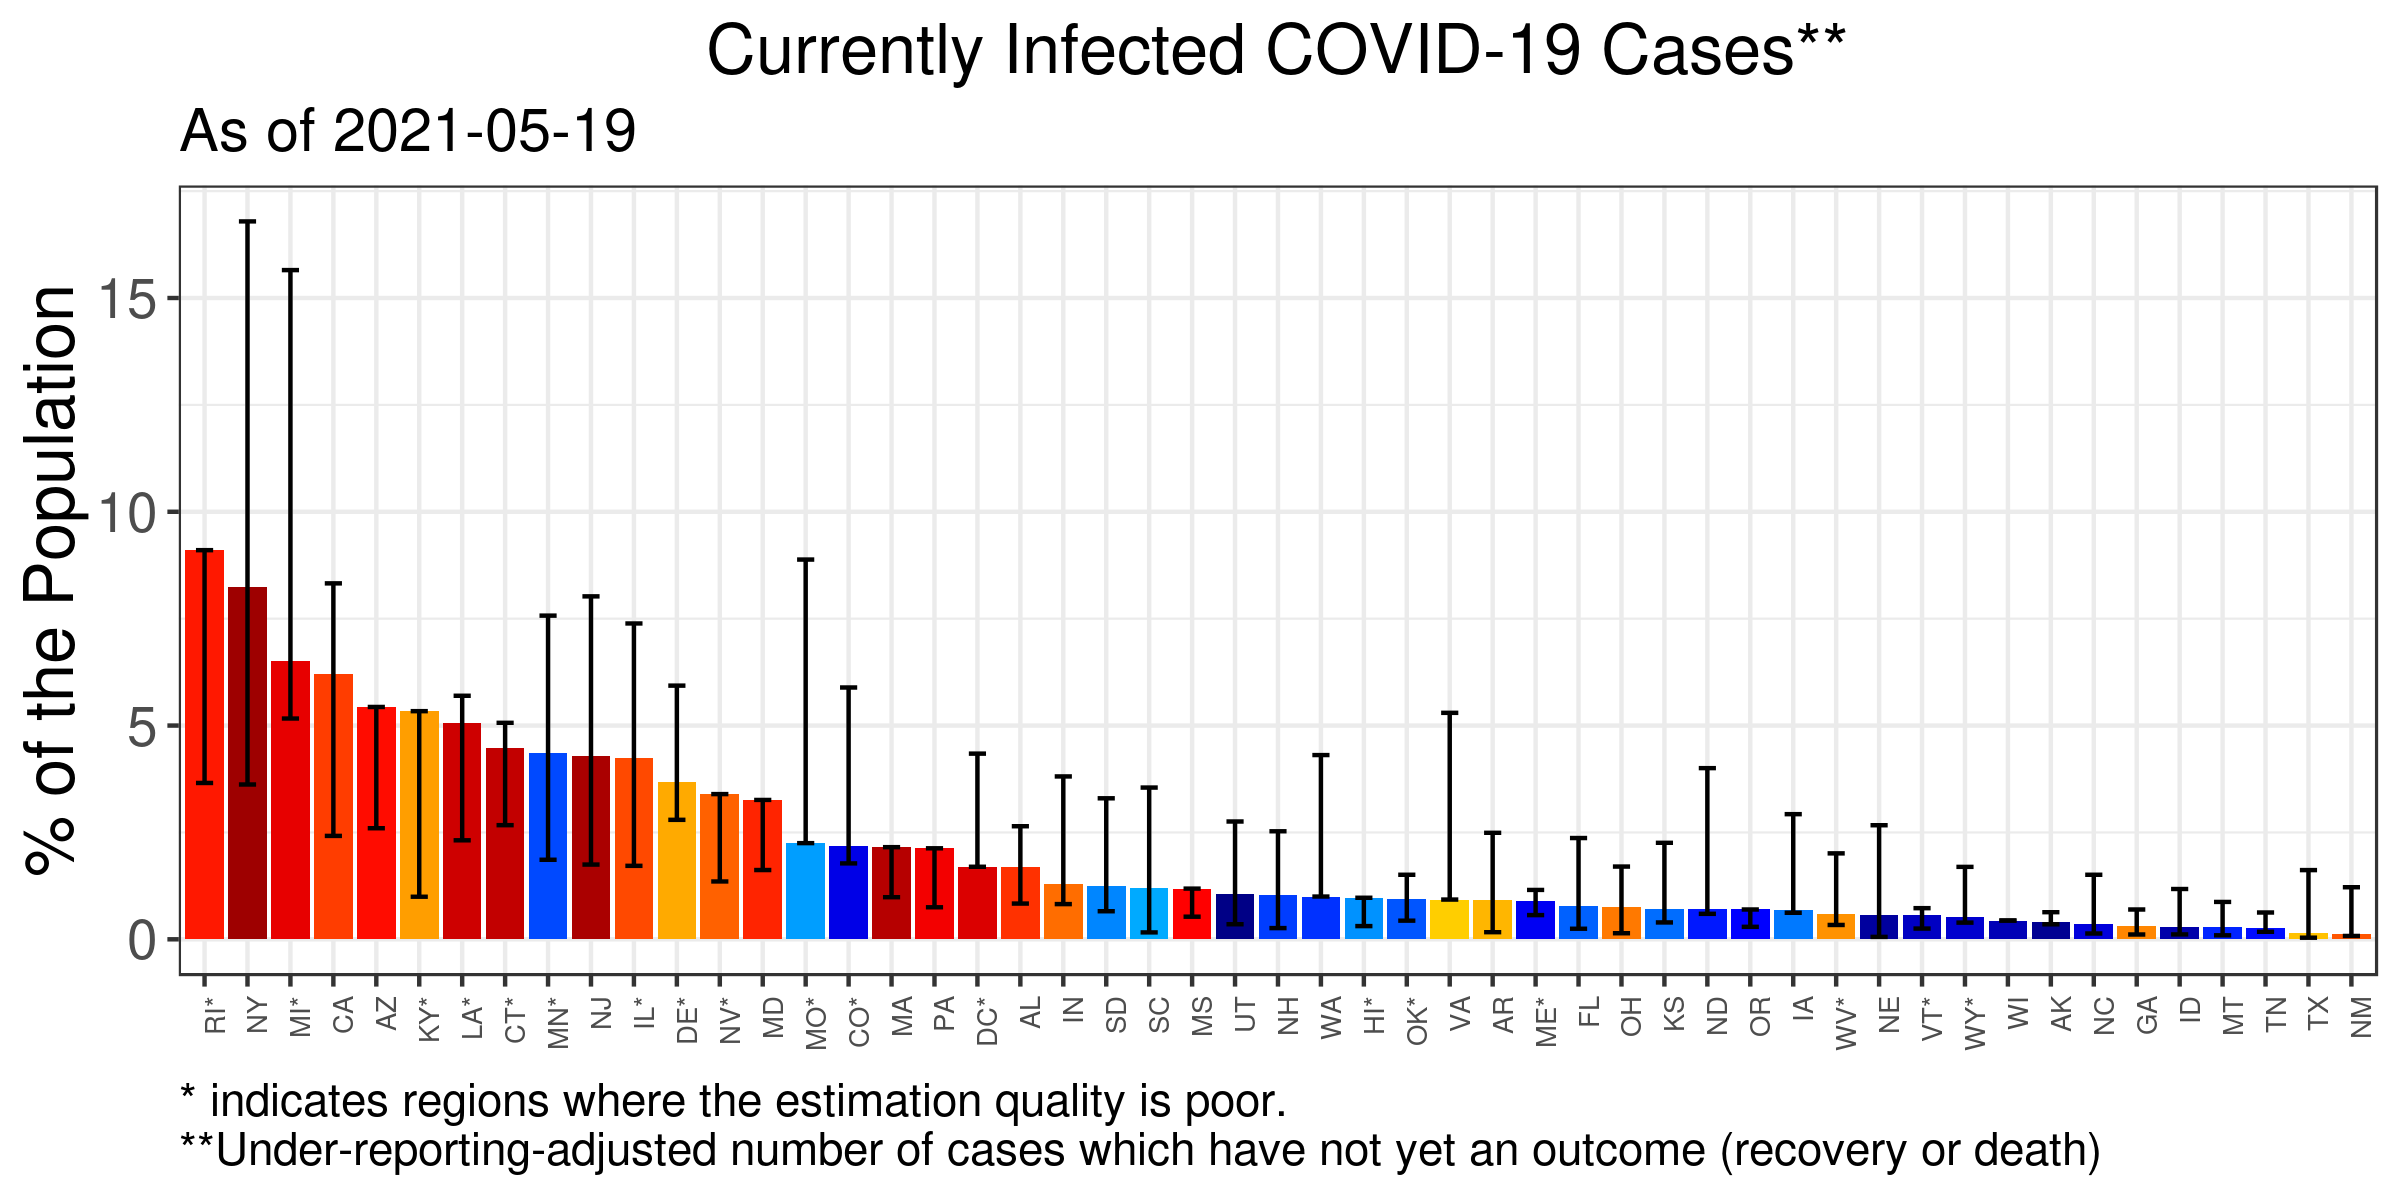 Currently Infected COVID-19 Cases**
As of 2021-05-19
% of the Population
15
10
5
0
RI* NY MI* CA AZ KY* LA* CT* MN* NJ IL* DE* NV* MD MO* CO* MA PA DC* AL IN SD SC MS UT NH WA HI* OK* VA AR ME* FL OH KS ND OR IA WV* NE VT* WY* WI AK NC GA ID MT TN TX NM
* indicates regions where the estimation quality is poor.
**Under-reporting-adjusted number of cases which have not yet an outcome (recovery or death)